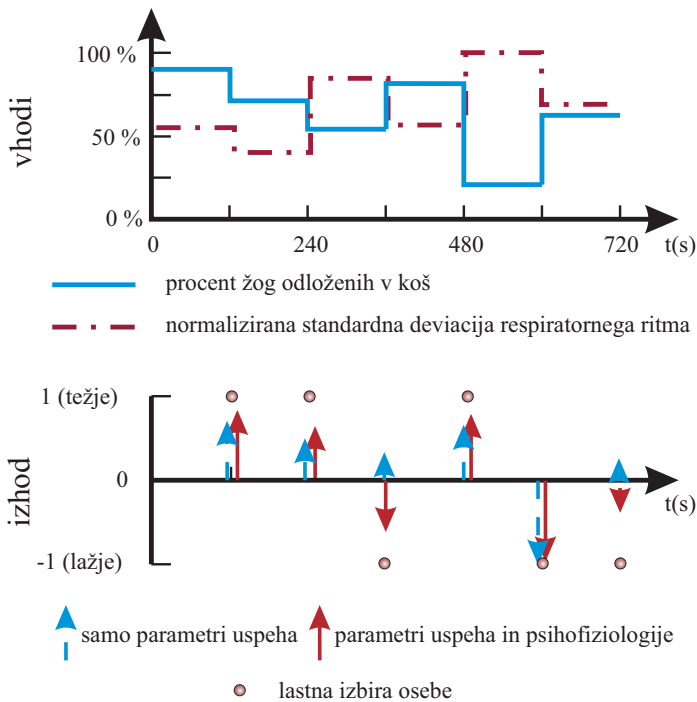 100 %
50 %
0 %
vhodi
0
240
480
720
t(s)
procent žog odloženih v koš
normalizirana standardna deviacija respiratornega ritma
1 (težje)
0
-1 (lažje)
izhod
t(s)
samo parametri uspeha
parametri uspeha in psihofiziologije
lastna izbira osebe